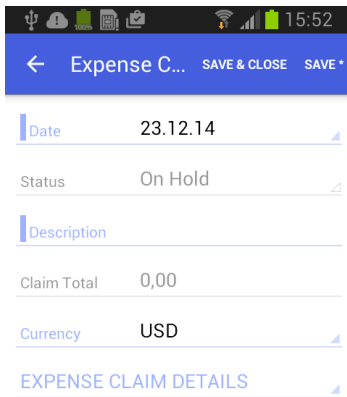 15:52
Expense C... SAVE & CLOSE SAVE *
Date 23.12.14
Status On Hold
Description
Claim Total 0,00
Currency USD
EXPENSE CLAIM DETAILS